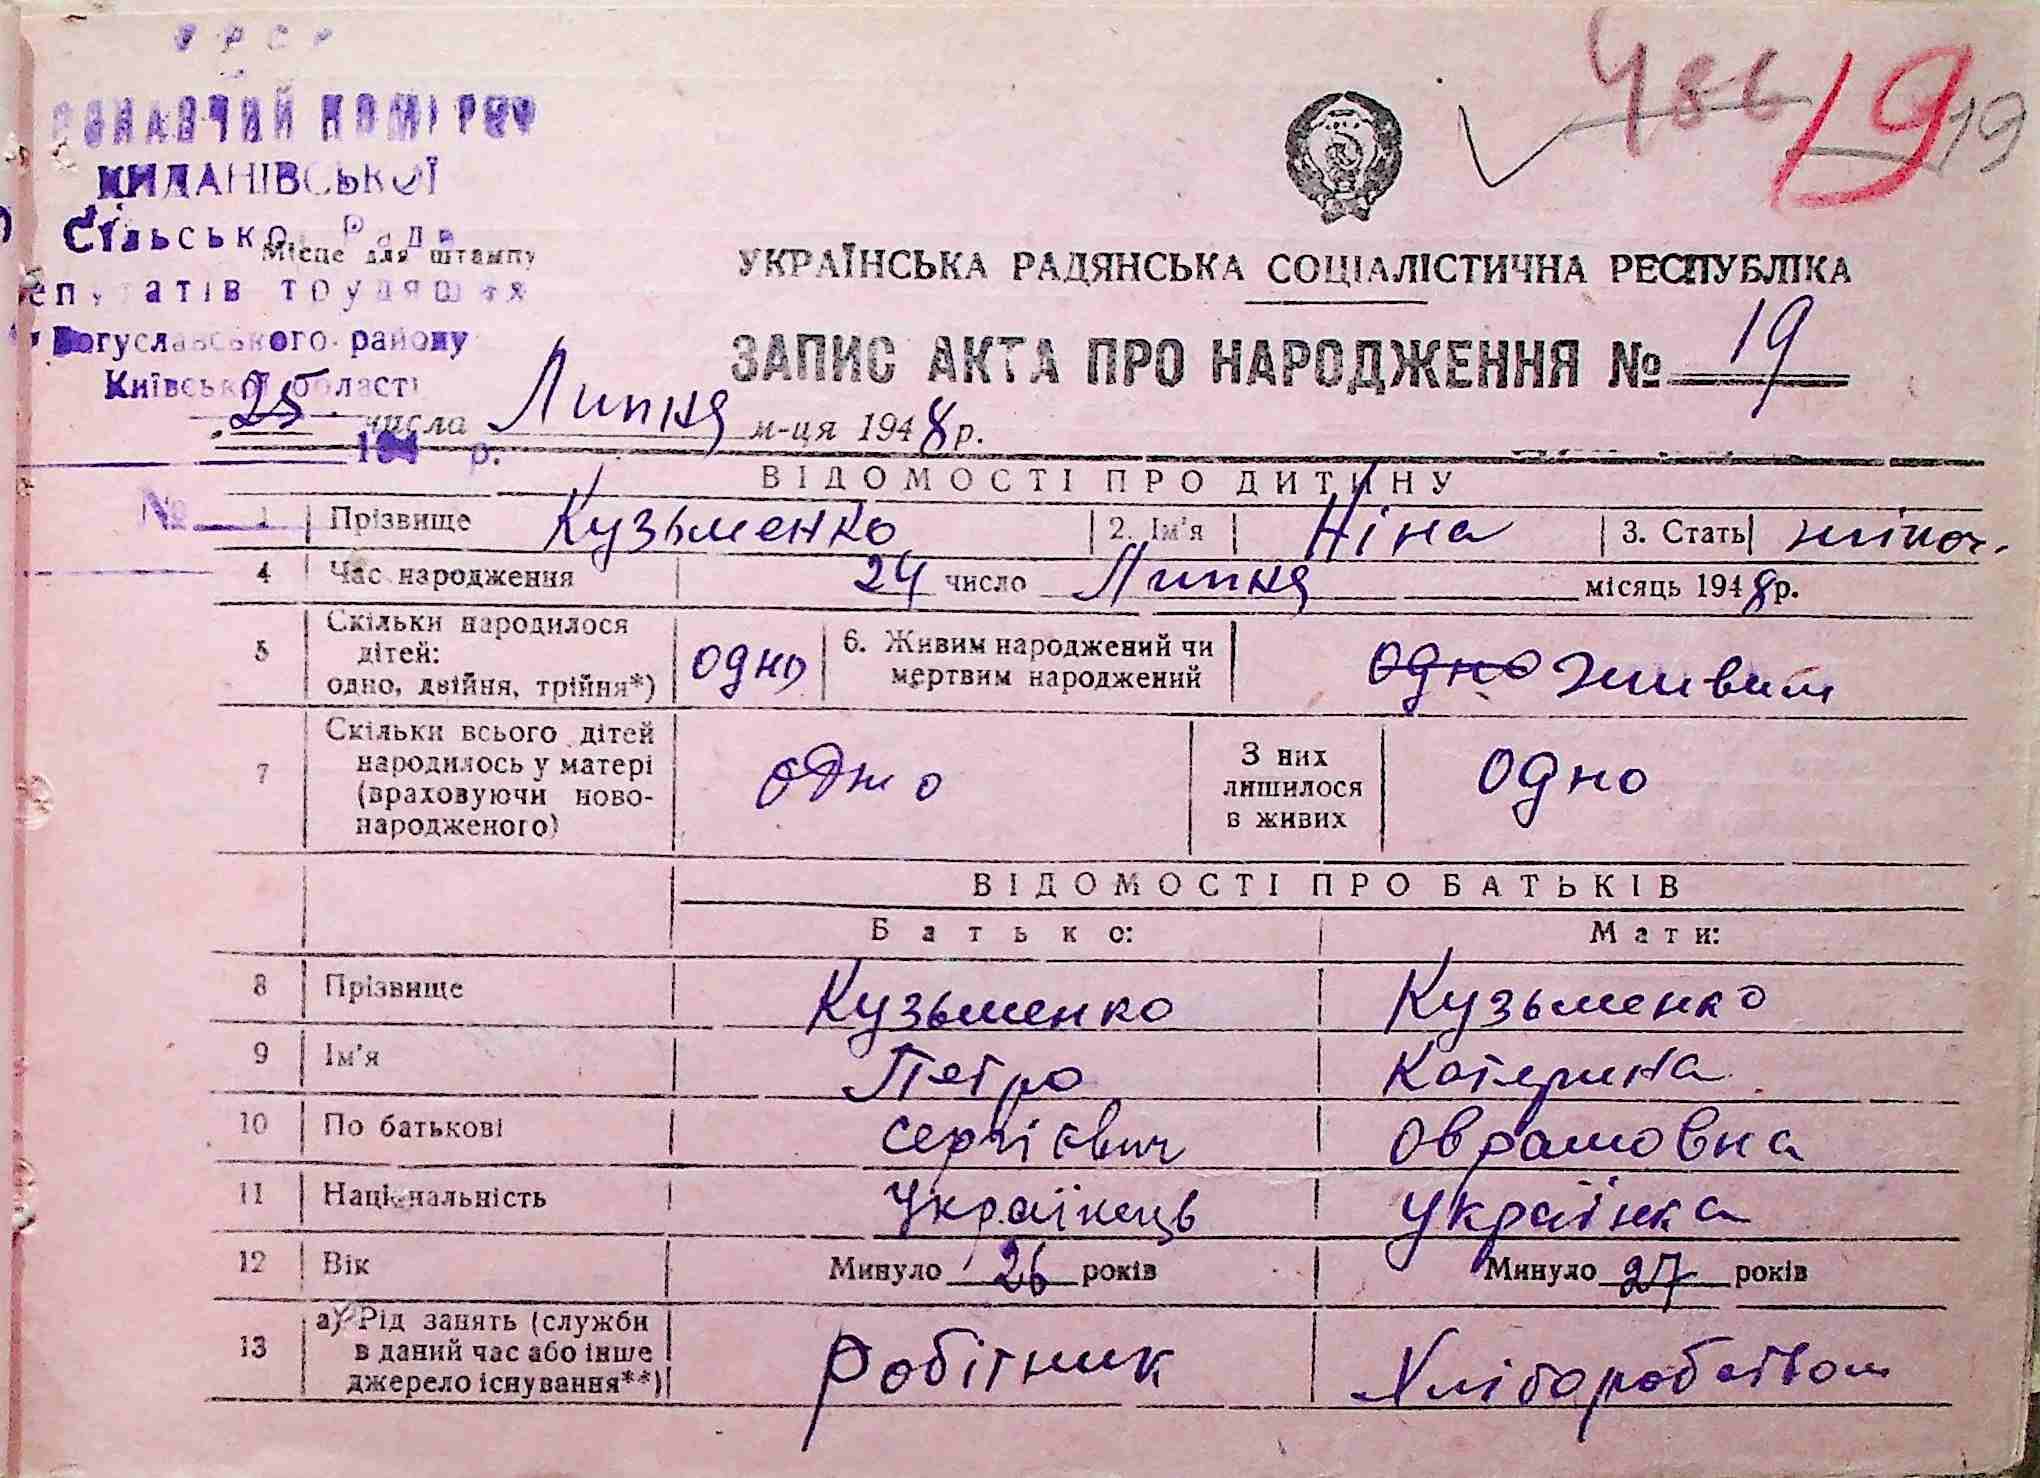 УРСР
ВИКОНАВЧИЙ КОМІТЕТ
КИДАНІВСЬКОЇ
Сільської Ради
депутатів трудящих
Богуславського району
Київської області
194 р.
№
Місце для штампу
486 19 19
УКРАЇНСЬКА РАДЯНСЬКА СОЦІАЛІСТИЧНА РЕСПУБЛІКА
ЗАПИС АКТА ПРО НАРОДЖЕННЯ № 19
25 числа Липня м-ця 1948 р.
ВІДОМОСТІ ПРО ДИТИНУ
1 Прізвище Кузьменко 2. Ім'я Ніна 3. Стать жіноч.
4 Час народження 24 число Липня місяць 1948 р.
5 Скільки народилося дітей: одно, двійня, трійня*) одно 6. Живим народжений чи мертвим народжений одно живим
7 Скільки всього дітей народилось у матері (враховуючи ново-народженого) одно З них лишилося в живих одно
ВІДОМОСТІ ПРО БАТЬКІВ
Батько: Мати:
8 Прізвище Кузьменко Кузьменко
9 Ім'я Петро Катерина
10 По батькові Сергієвич Оврамовна
11 Національність Українець Українка
12 Вік Минуло 26 років Минуло 27 років
13 а) Рід занять (служби в даний час або інше джерело існування**) Робітник Хліборобством